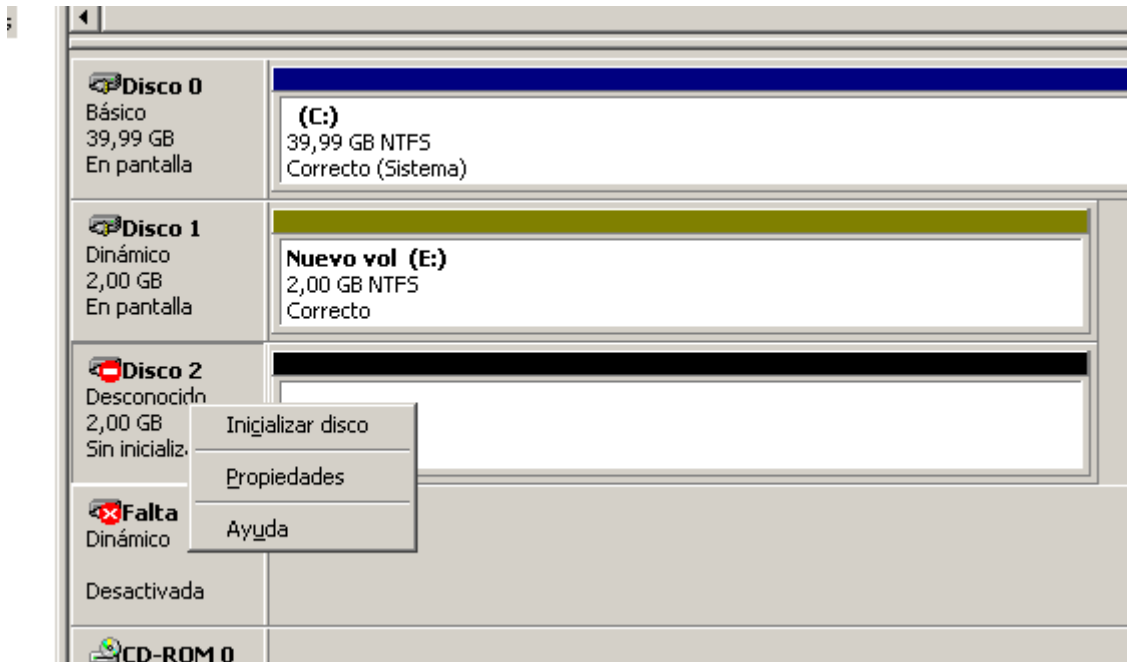 Disco 0
Básico
39,99 GB
En pantalla
(C:)
39,99 GB NTFS
Correcto (Sistema)
Disco 1
Dinámico
2,00 GB
En pantalla
Nuevo vol (E:)
2,00 GB NTFS
Correcto
Disco 2
Desconocido
2,00 GB
Sin inicializ
Inicializar disco
Propiedades
Ayuda
Falta
Dinámico
Desactivada
CD-ROM 0